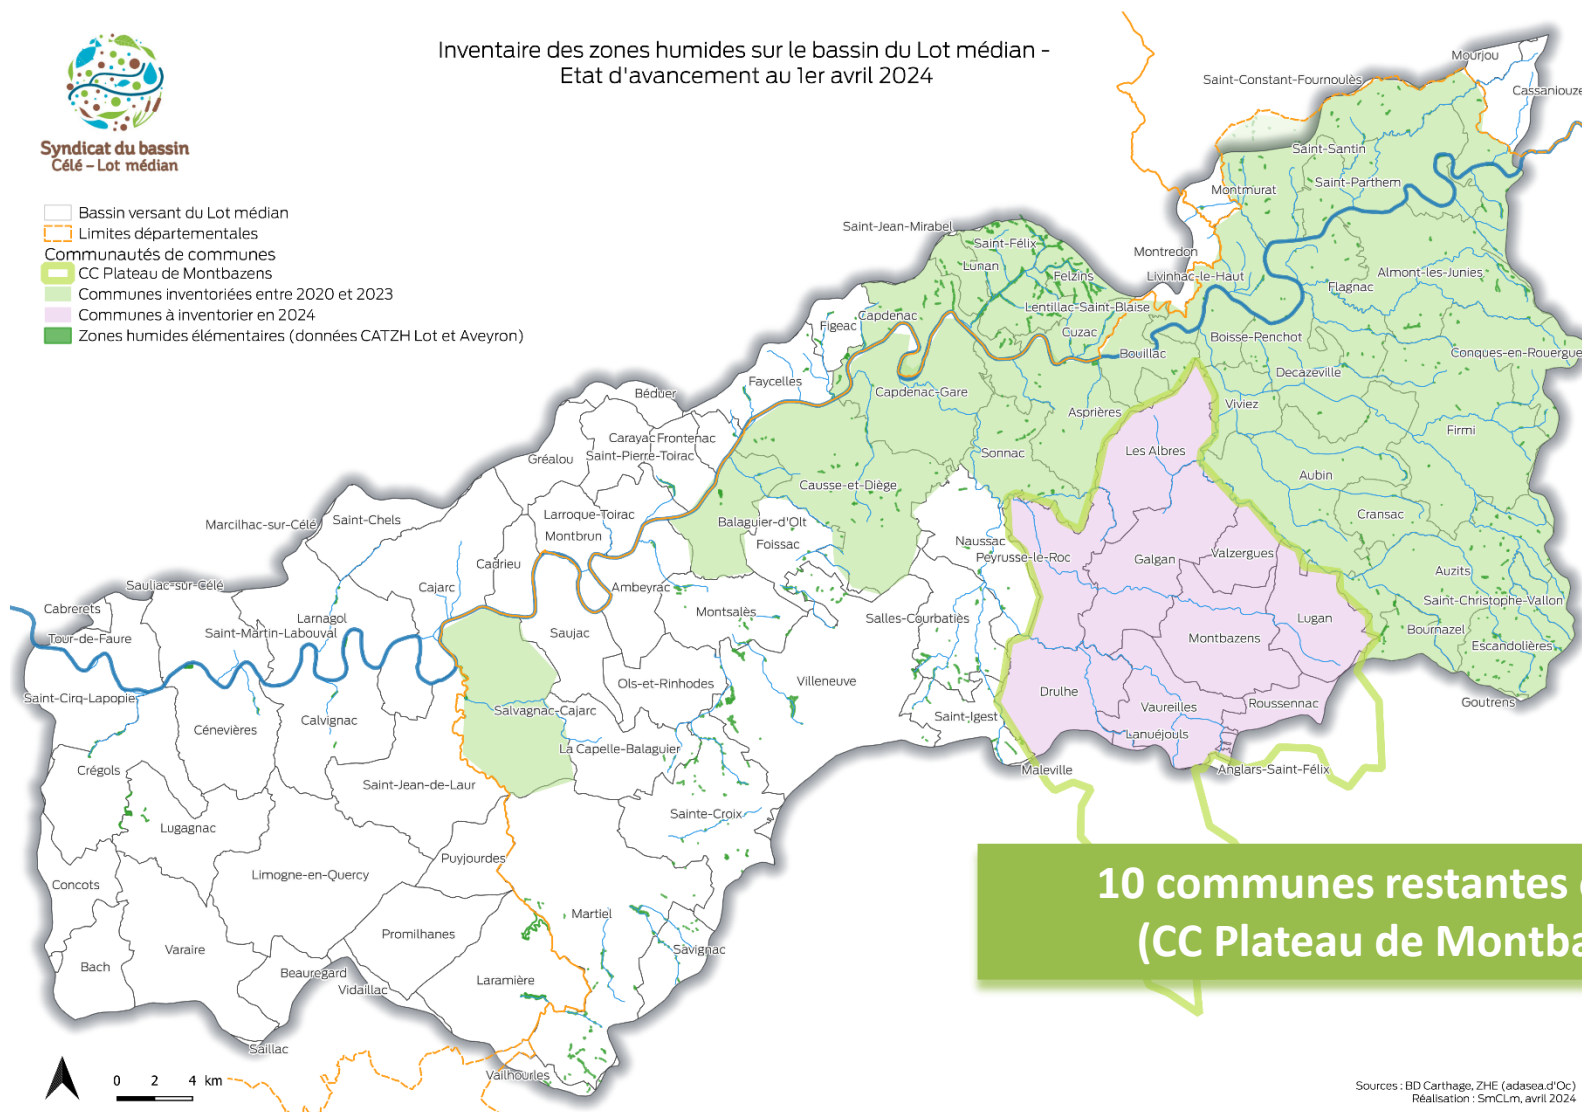 Inventaire des zones humides sur le bassin du Lot médian -
Etat d'avancement au 1er avril 2024
Syndicat du bassin
Célé – Lot médian
Bassin versant du Lot médian
Limites départementales
Communautés de communes
CC Plateau de Montbazens
Communes inventoriées entre 2020 et 2023
Communes à inventorier en 2024
Zones humides élémentaires (données CATZH Lot et Aveyron)
Mourjou
Saint-Constant-Fournoulès
Cassaniouze
Saint-Santin
Saint-Parthem
Montmurat
Saint-Jean-Mirabel
Saint-Félix
Lunan
Felzins
Montredon
Livinhac-le-Haut
Almont-les-Junies
Flagnac
Lentillac-Saint-Blaise
Capdenac
Figeac
Cuzac
Boisse-Penchot
Bouillac
Conques-en-Rouergue
Decazeville
Faycelles
Béduer
Capdenac-Gare
Asprières
Viviez
Firmi
Carayac
Frontenac
Saint-Pierre-Toirac
Gréalou
Sonnac
Les Albres
Aubin
Causse-et-Diège
Cransac
Larroque-Toirac
Montbrun
Saint-Chels
Marcilhac-sur-Célé
Balaguier-d'Olt
Foissac
Naussac
Peyrusse-le-Roc
Galgan
Valzergues
Cadrieu
Auzits
Saint-Christophe-Vallon
Sauliac-sur-Célé
Cajarc
Ambeyrac
Montsalès
Salles-Courbatiès
Cabrerets
Tour-de-Faure
Larnagol
Saint-Martin-Labouval
Saujac
Lugan
Montbazens
Bournazel
Escandolières
Ols-et-Rinhodes
Villeneuve
Drulhe
Saint-Cirq-Lapopie
Cénevières
Calvignac
Salvagnac-Cajarc
Saint-Igest
Vaureilles
Roussennac
Goutrens
Lanuéjouls
La Capelle-Balaguier
Maleville
Anglars-Saint-Félix
Crégols
Saint-Jean-de-Laur
Sainte-Croix
Lugagnac
Puyjourdes
Limogne-en-Quercy
Concots
Martiel
Promilhanes
Savignac
Varaire
Bach
Beauregard
Vidaillac
Laramière
Saillac
Vailhourles
10 communes restantes
(CC Plateau de Montba
0 2 4 km
Sources : BD Carthage, ZHE (adasea.d'Oc)
Réalisation : SmCLm, avril 2024